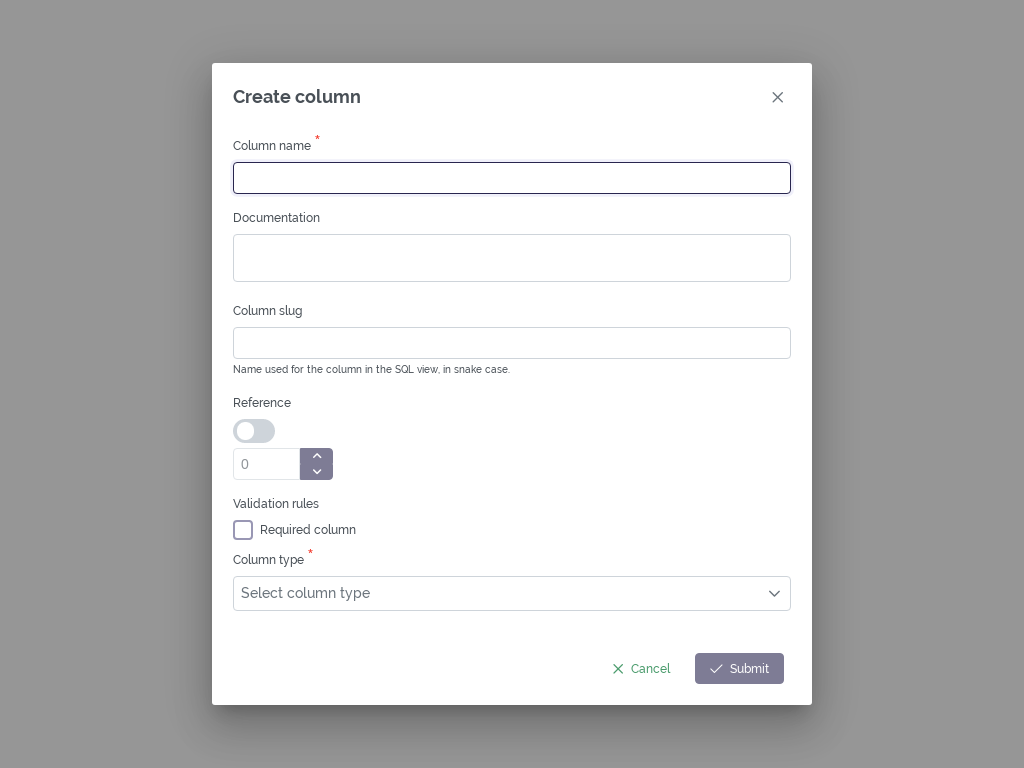 Create column
Column name *
Documentation
Column slug
Name used for the column in the SQL view, in snake case.
Reference
0
Validation rules
Required column
Column type *
Select column type
Cancel
Submit